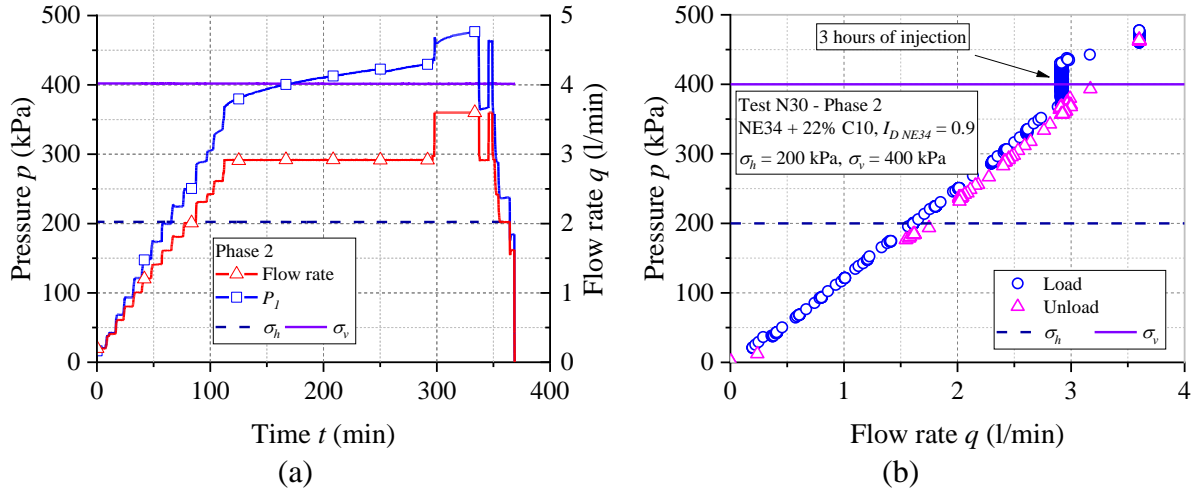 500
400
300
200
100
0
Pressure p (kPa)
5
4
3
2
1
0
Flow rate q (l/min)
Phase 2
Flow rate
P1
σh σv
0 100 200 300 400
Time t (min)
(a)
500
400
300
200
100
0
Pressure p (kPa)
3 hours of injection
Test N30 - Phase 2
NE34 + 22% C10, ID NE34 = 0.9
σh = 200 kPa, σv = 400 kPa
Load
Unload
σh σv
0 1 2 3 4
Flow rate q (l/min)
(b)